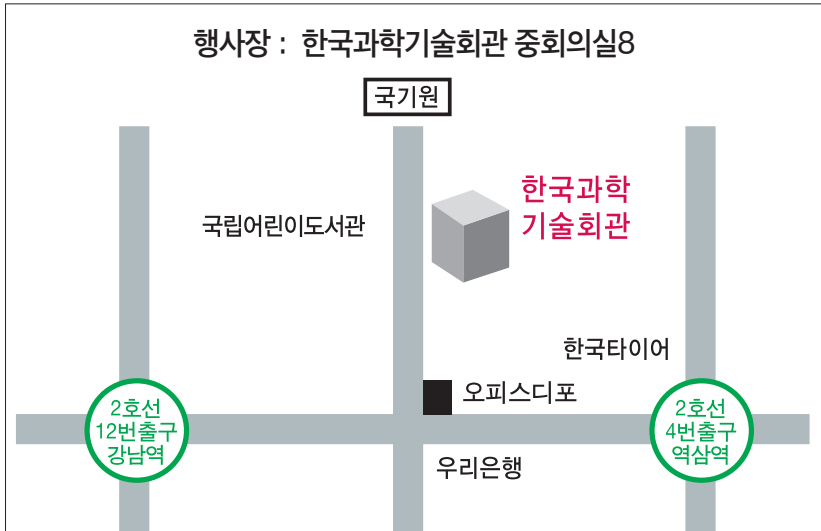 행사장 : 한국과학기술회관 중회의실8
국기원
한국과학
기술회관
국립어린이도서관
한국타이어
오피스디포
2호선
12번출구
강남역
2호선
4번출구
역삼역
우리은행